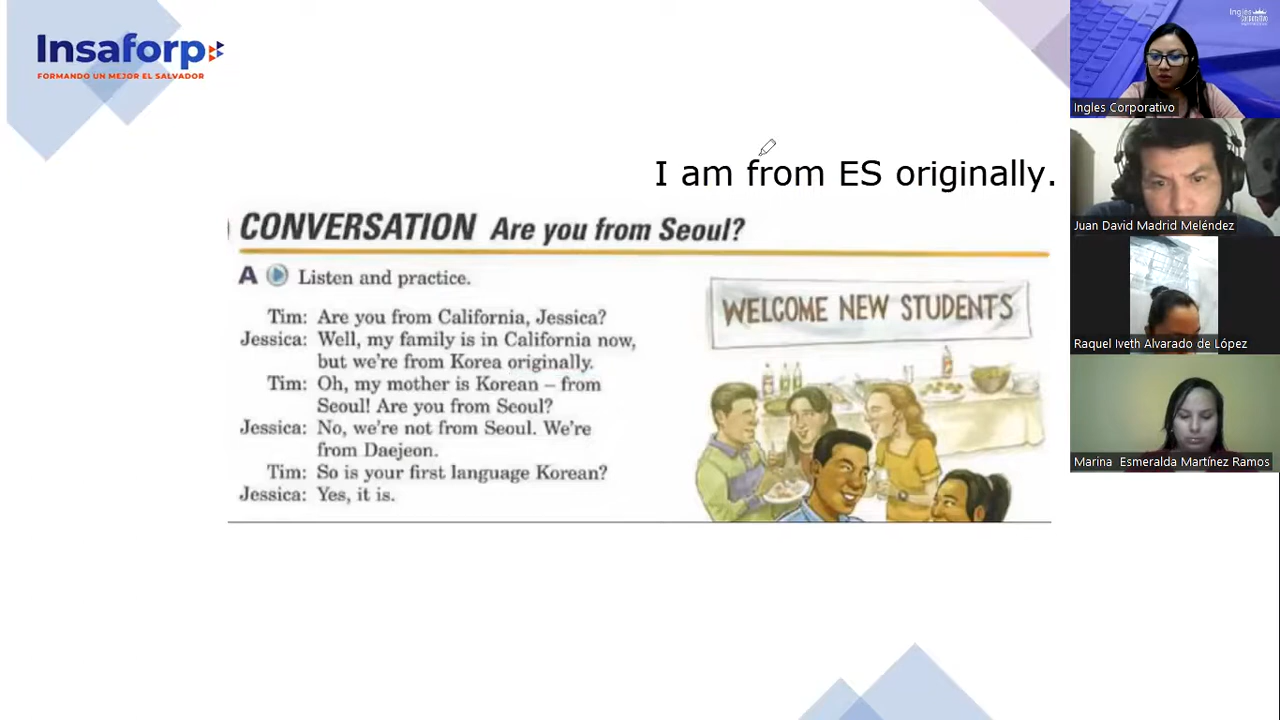 Insaforp
FORMANDO UN MEJOR EL SALVADOR
I am from ES originally.
CONVERSATION Are you from Seoul?
A Listen and practice.
Tim: Are you from California, Jessica?
Jessica: Well, my family is in California now,
but we're from Korea originally.
Tim: Oh, my mother is Korean – from
Seoul! Are you from Seoul?
Jessica: No, we're not from Seoul. We're
from Daejeon.
Tim: So is your first language Korean?
Jessica: Yes, it is.
WELCOME NEW STUDENTS
Ingles Corporativo
Juan David Madrid Meléndez
Raquel Iveth Alvarado de López
Marina Esmeralda Martínez Ramos